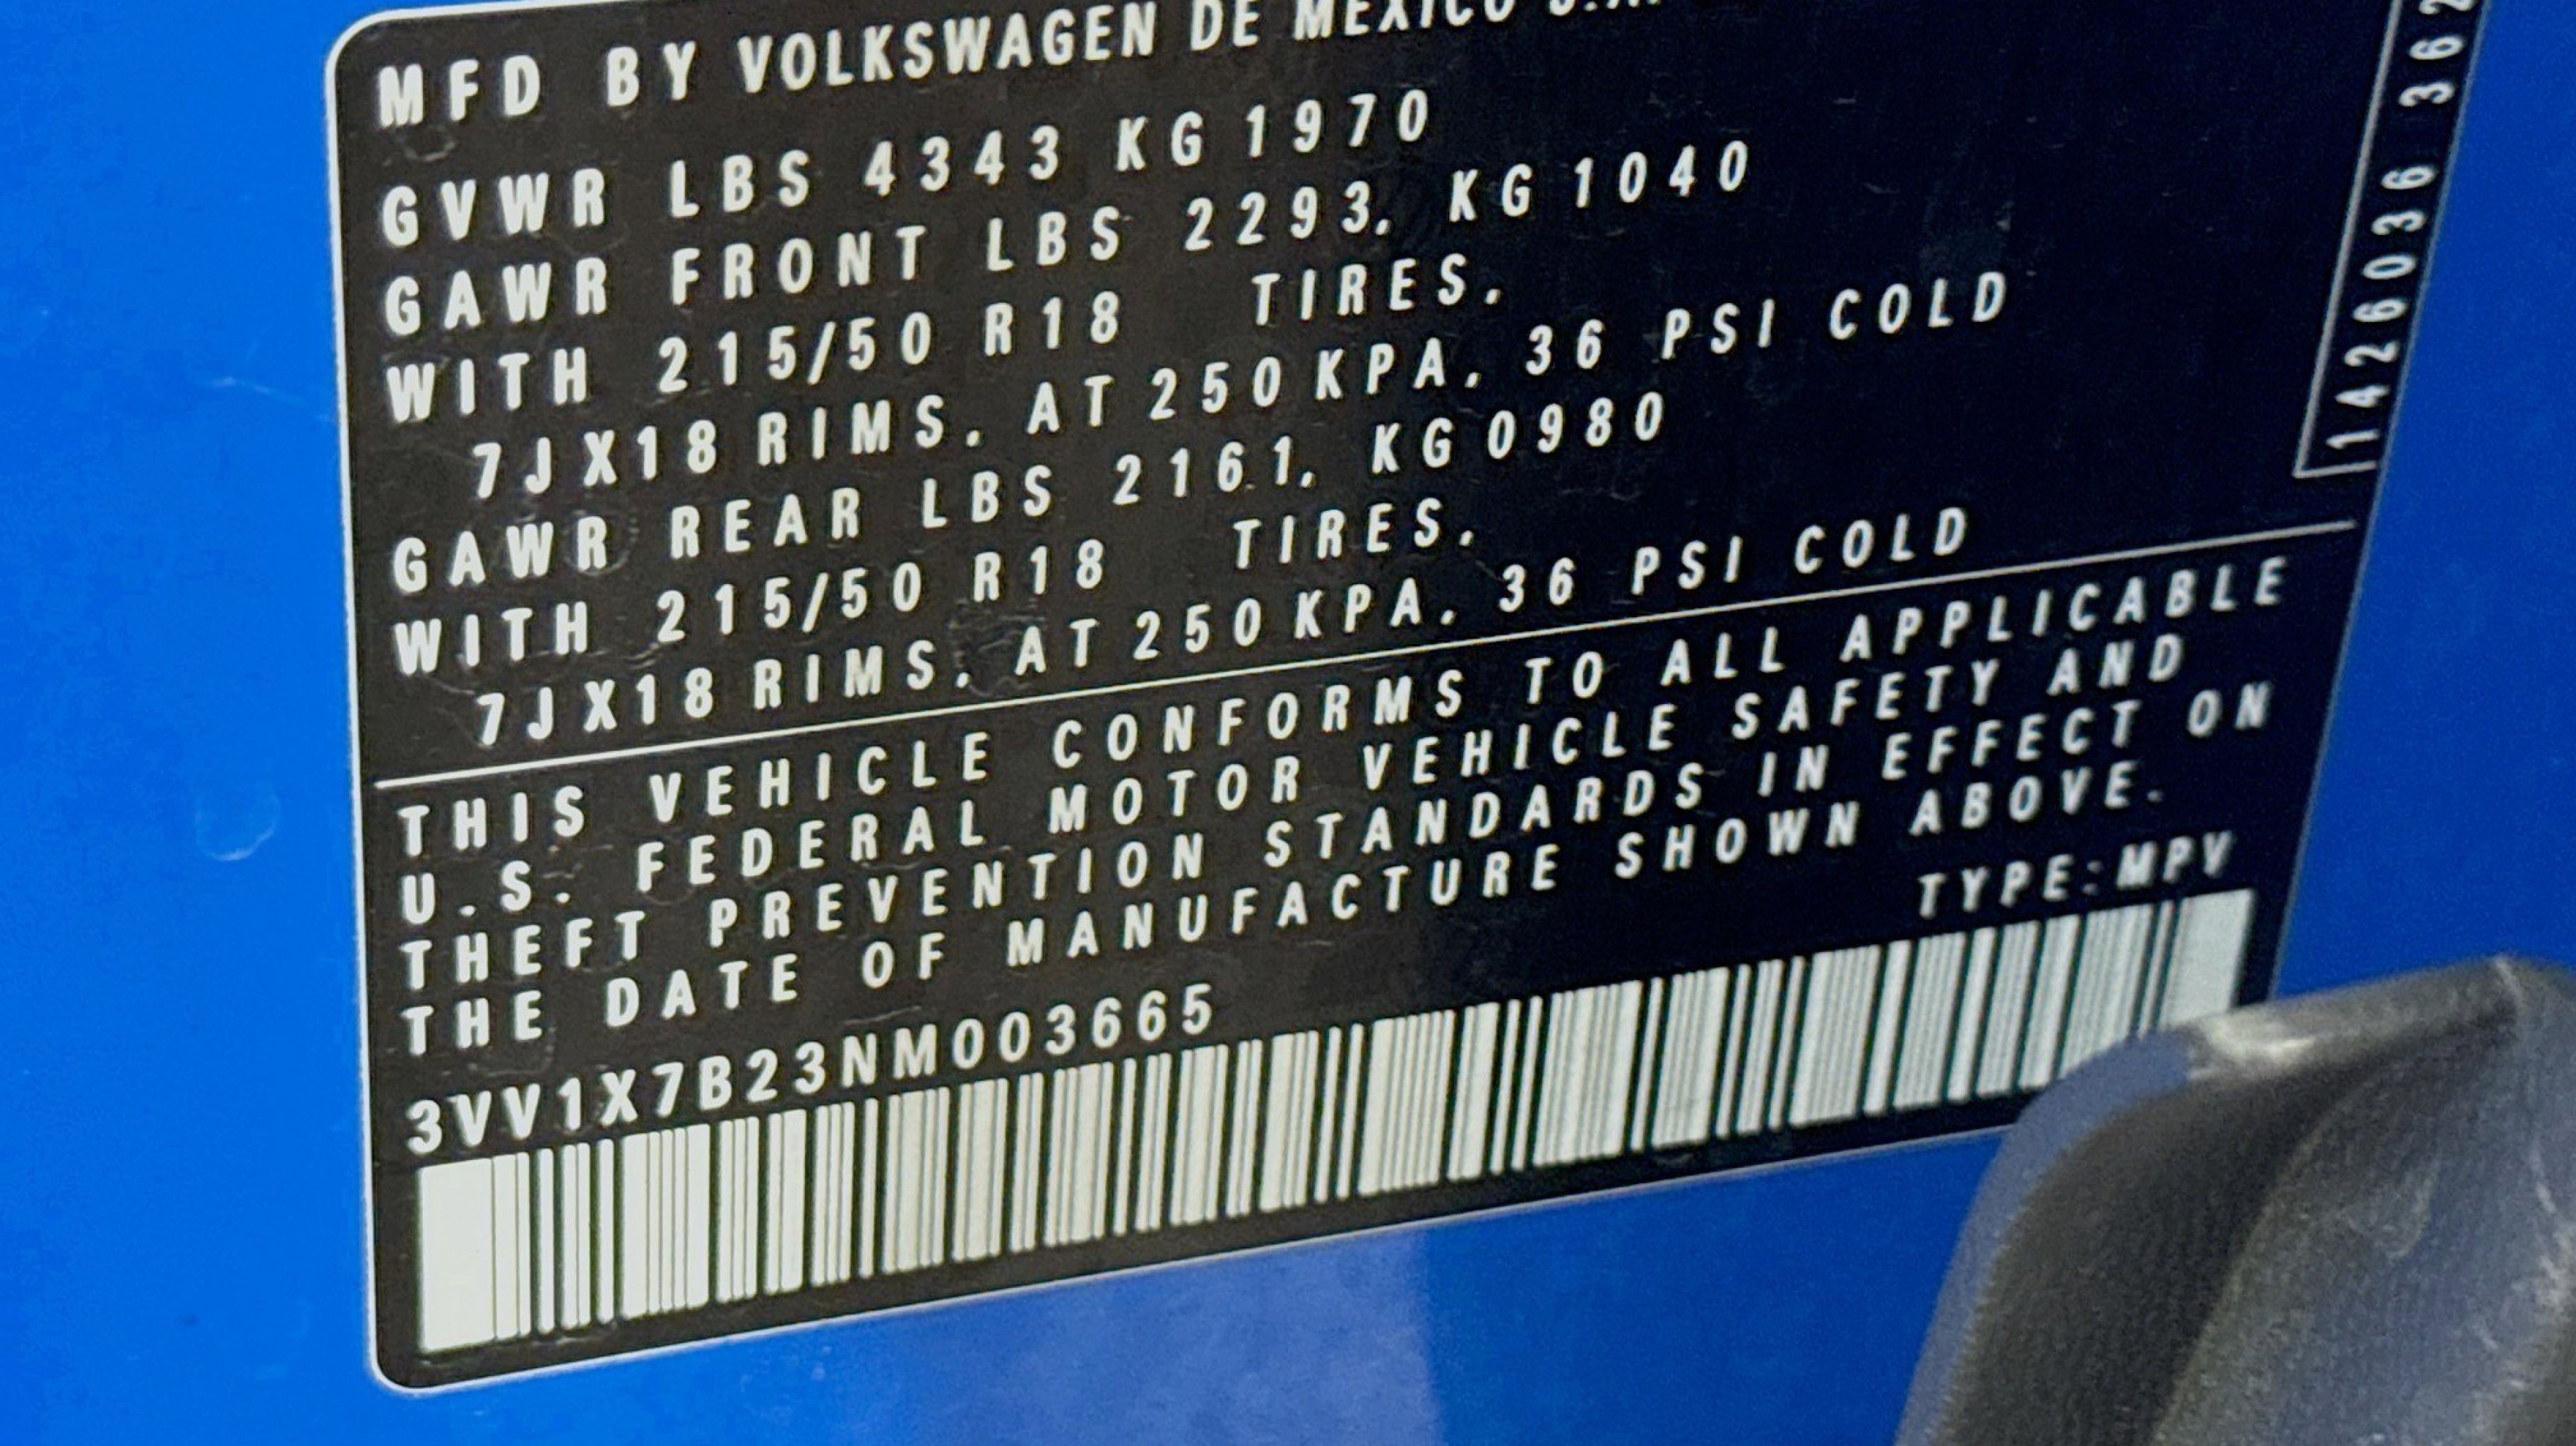 MFD BY VOLKSWAGEN DE MEXICO
GVWR LBS 4343 KG 1970
GAWR FRONT LBS 2293, KG 1040
WITH 215/50 R18 TIRES,
7JX18 RIMS, AT 250 KPA, 36 PSI COLD
GAWR REAR LBS 2161, KG 0980
WITH 215/50 R18 TIRES,
7JX18 RIMS, AT 250 KPA, 36 PSI COLD
THIS VEHICLE CONFORMS TO ALL APPLICABLE
U.S. FEDERAL MOTOR VEHICLE SAFETY AND
THEFT PREVENTION STANDARDS IN EFFECT ON
THE DATE OF MANUFACTURE SHOWN ABOVE.
TYPE:MPV
3VV1X7B23NM003665
1426036 362